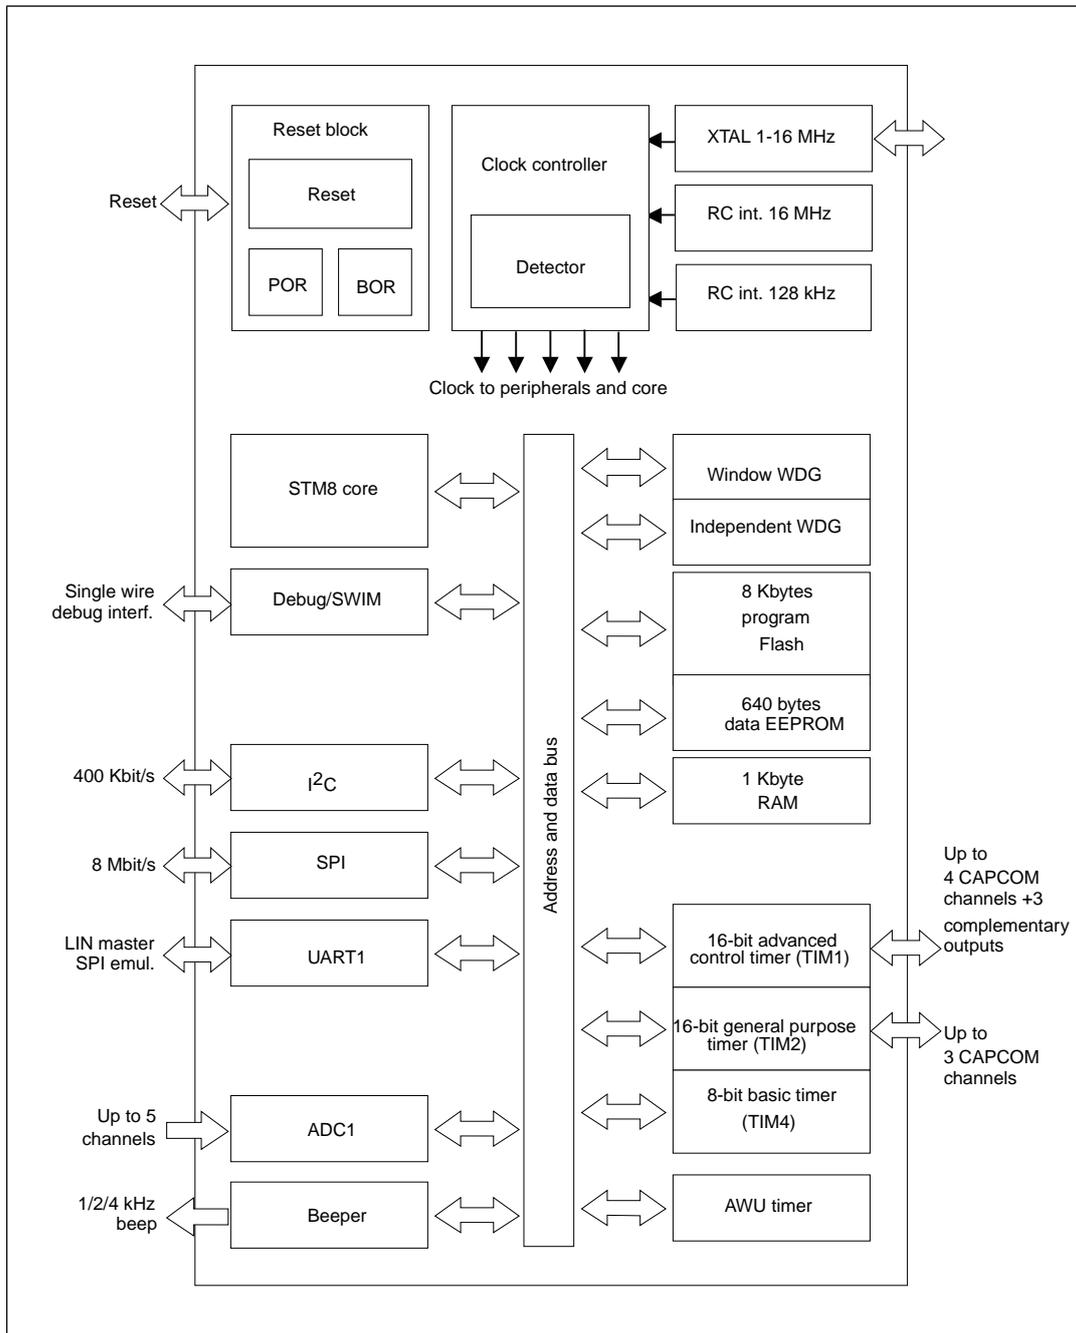 Reset block
Reset
POR
BOR
Reset
Clock controller
Detector
XTAL 1-16 MHz
RC int. 16 MHz
RC int. 128 kHz
Clock to peripherals and core
STM8 core
Single wire
debug interf.
Debug/SWIM
400 Kbit/s
I²C
8 Mbit/s
SPI
LIN master
SPI emul.
UART1
Up to 5
channels
ADC1
1/2/4 kHz
beep
Beeper
Address and data bus
Window WDG
Independent WDG
8 Kbytes
program
Flash
640 bytes
data EEPROM
1 Kbyte
RAM
16-bit advanced
control timer (TIM1)
Up to
4 CAPCOM
channels +3
complementary
outputs
16-bit general purpose
timer (TIM2)
Up to
3 CAPCOM
channels
8-bit basic timer
(TIM4)
AWU timer